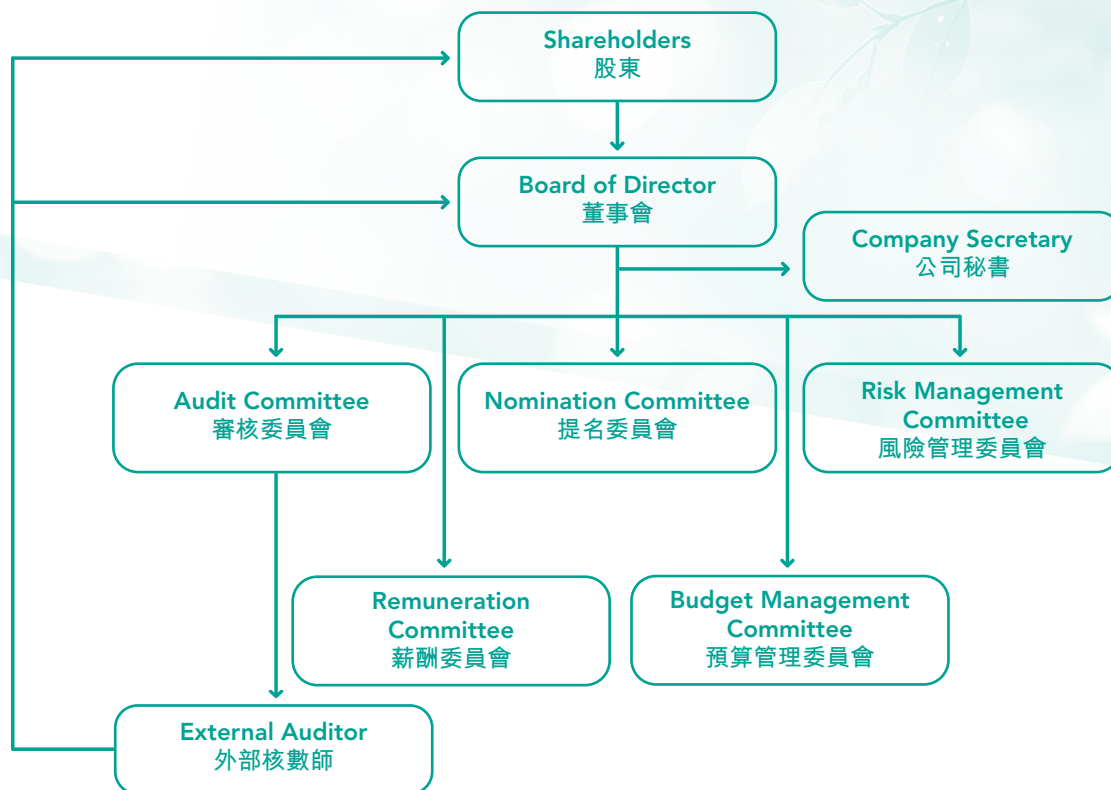 Shareholders
股東
Board of Director
董事會
Company Secretary
公司秘書
Audit Committee
審核委員會
Nomination Committee
提名委員會
Risk Management
Committee
風險管理委員會
Remuneration
Committee
薪酬委員會
Budget Management
Committee
預算管理委員會
External Auditor
外部核數師